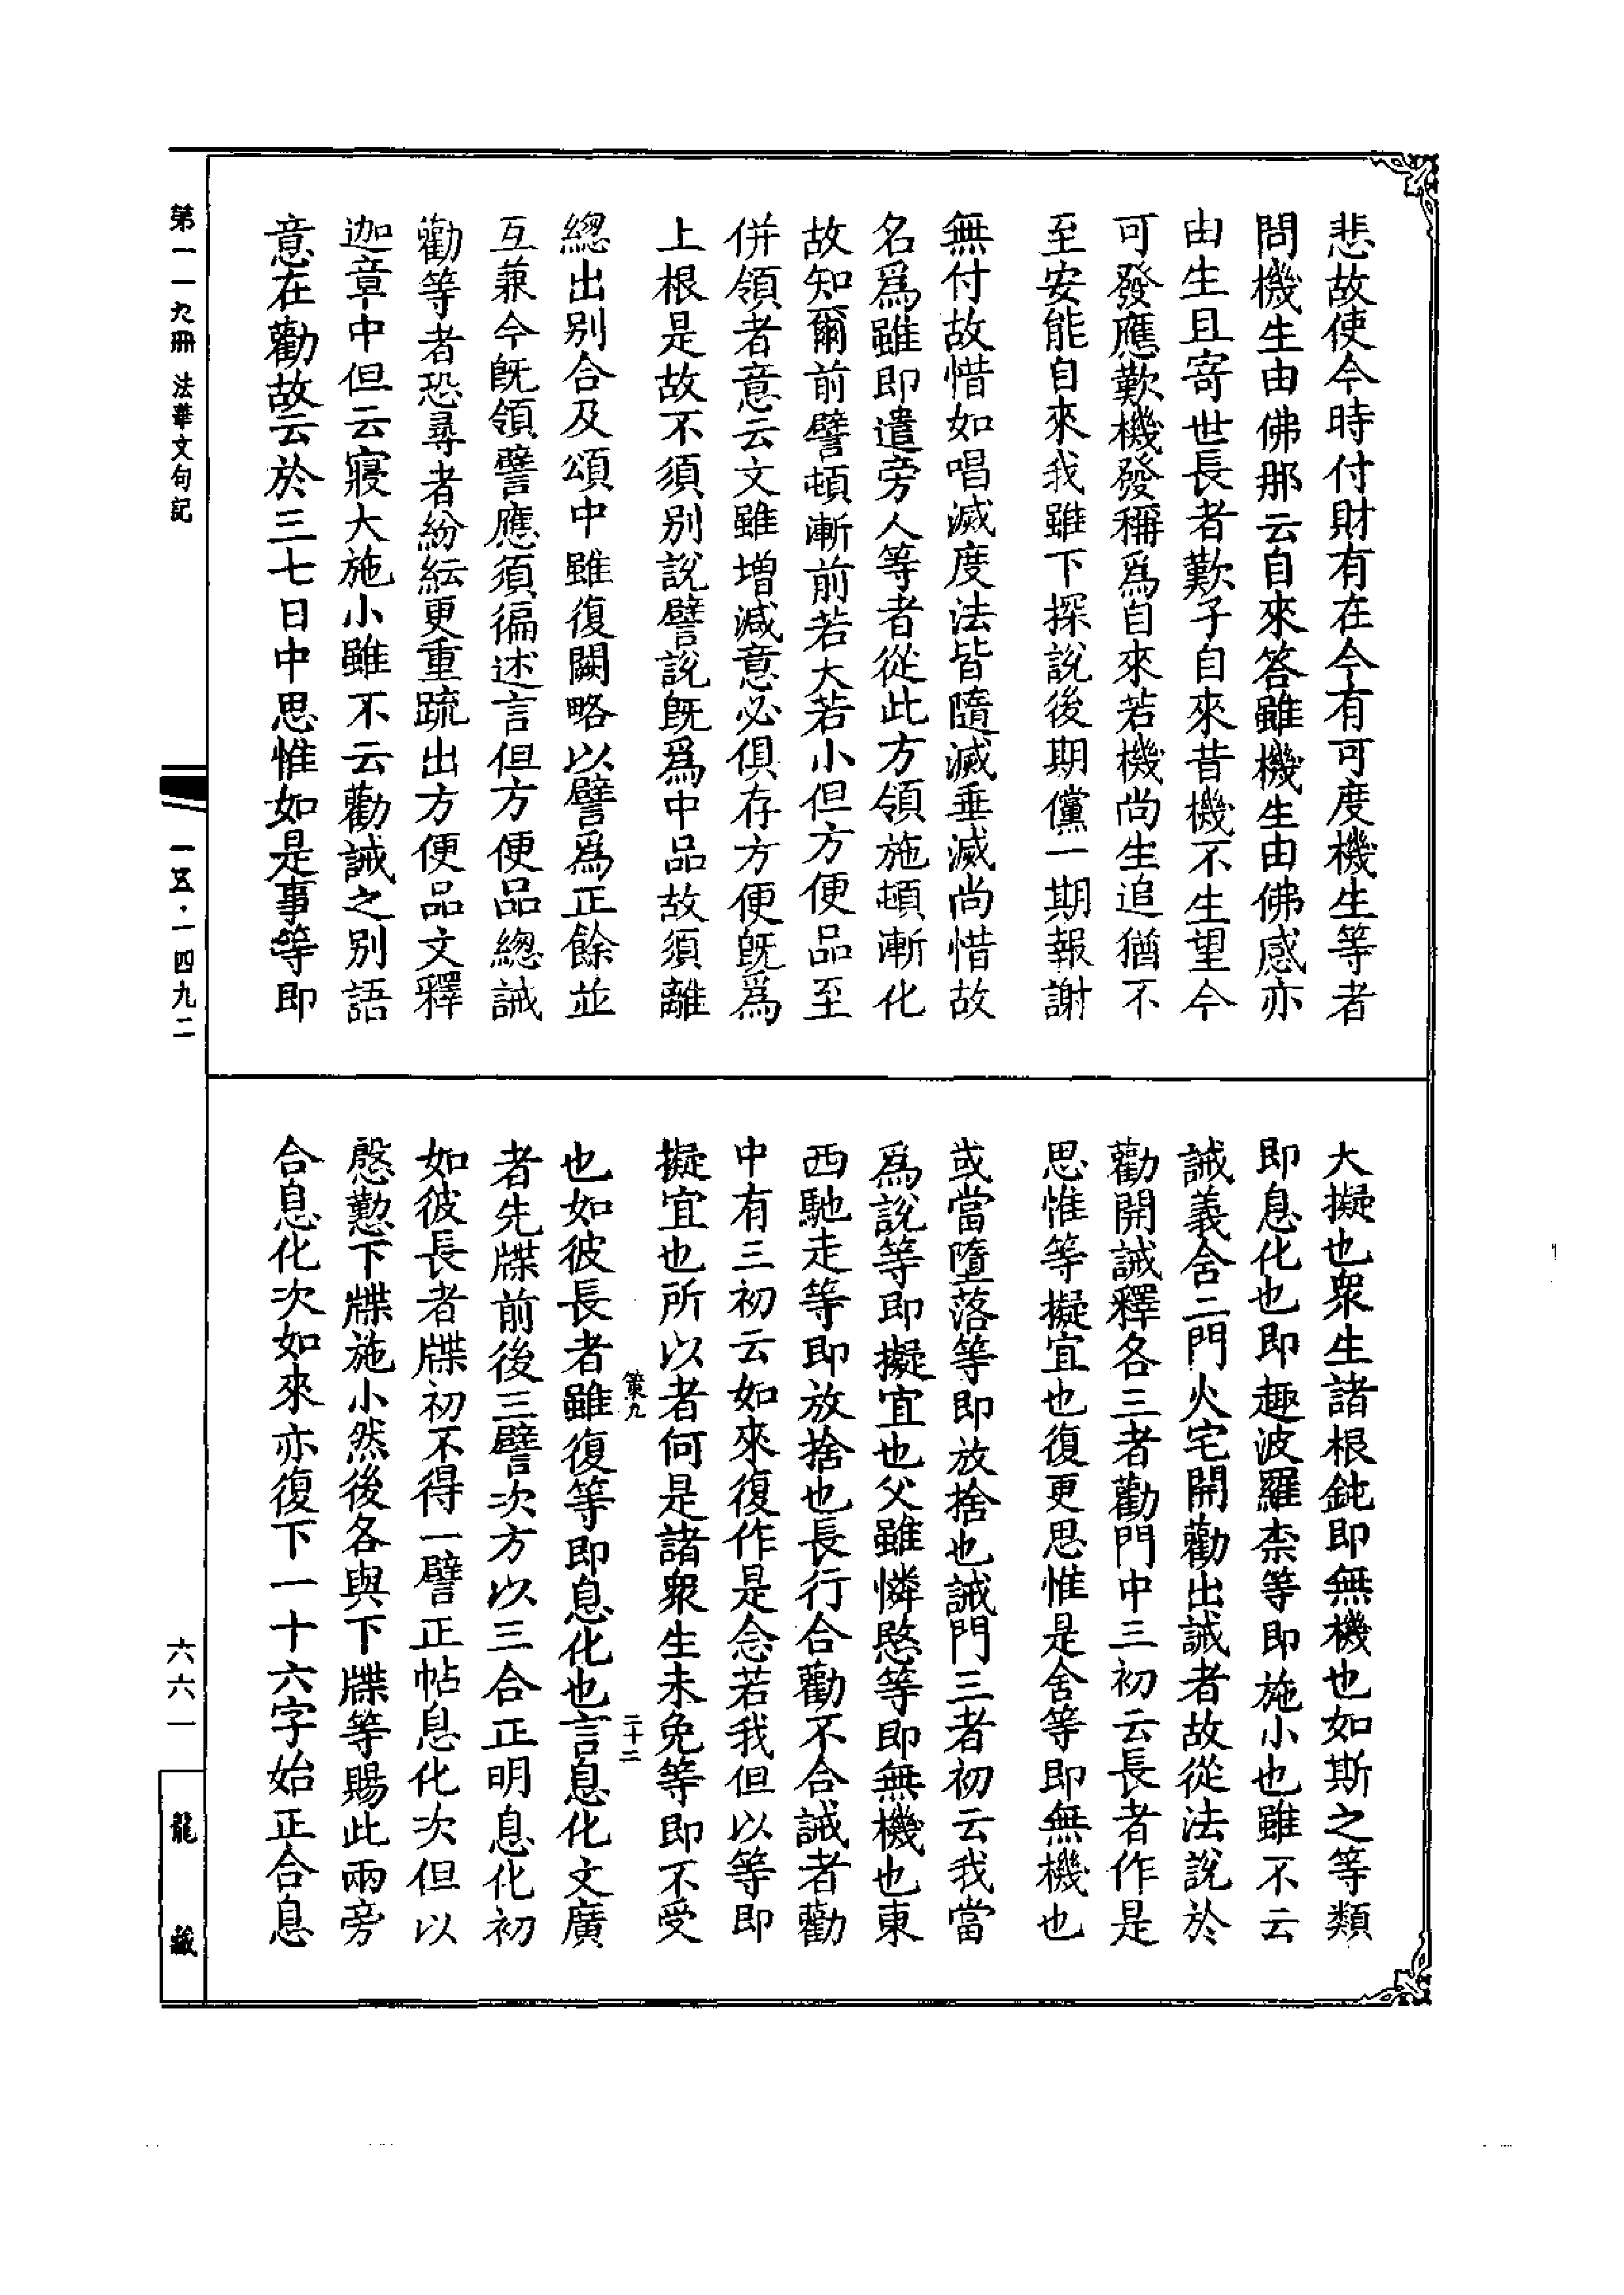 悲故使今時付財有在今有可度機生等者
問機生由佛那云自來答雖機生由佛感亦
由生且寄世長者歎子自來昔機不生望今
可發應歎機發稱爲自來若機尚生追猶不
至安能自來我雖下探說後期儻一期報謝
無付故惜如唱滅度法皆隨滅垂滅尚惜故
名爲雖即遣旁人等者從此方領施頓漸化
故知爾前譬頓漸前若大若小但方便品至
併領者意云文雖增減意必俱存方便既爲
上根是故不須别說譬說既爲中品故須離
總出别合及頌中雖復闕略以譬爲正餘並
互兼今既領譬應須徧述言但方便品總誡
勸等者恐尋者紛紜更重疏出方便品文釋
迦章中但云寢大施小雖不云勸誡之别語
意在勸故云於三七日中思惟如是事等即
大擬也衆生諸根鈍即無機也如斯之等類
即息化也即趣波羅柰等即施小也雖不云
誡義舍二門火宅開勸出誡者故從法說於
勸開誡釋各三者勸門中三初云長者作是
思惟等擬宜也復更思惟是舍等即無機也
或當墮落等即放捨也誡門三者初云我當
爲說等即擬宜也父雖憐愍等即無機也東
西馳走等即放捨也長行合勸不合誡者勸
中有三初云如來復作是念若我但以等即
擬宜也所以者何是諸衆生未免等即不受
也如彼長者雖復等即息化也言息化文廣
者先牒前後三譬次方以三合正明息化初
如彼長者牒初不得一譬正帖息化次但以
慇懃下牒施小然後各與下牒等賜此兩旁
合息化次如來亦復下一十六字始正合息
策九
二十二
第一一九冊 法華文句記
一五·一四九二
六六一
龍藏